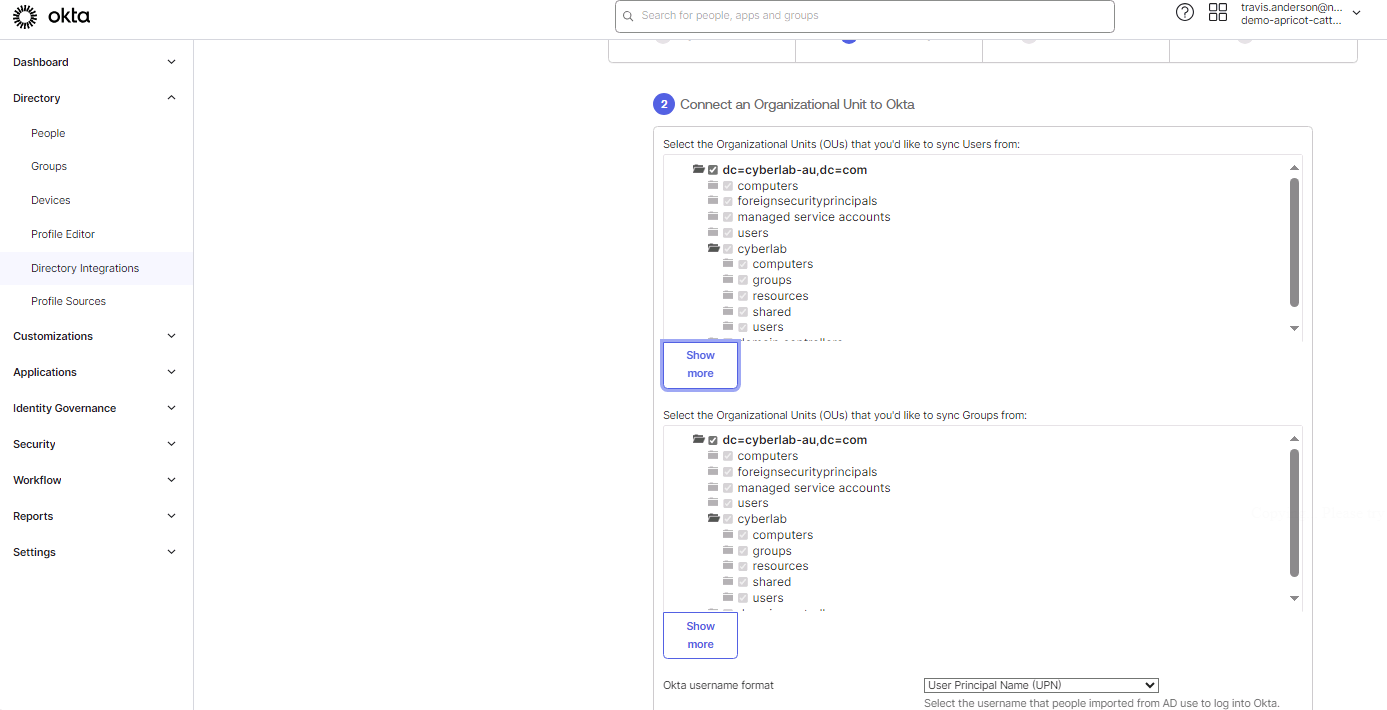 okta
Search for people, apps and groups
travis.anderson@n...
demo-apricot-catt...
Dashboard
Directory
People
Groups
Devices
Profile Editor
Directory Integrations
Profile Sources
Customizations
Applications
Identity Governance
Security
Workflow
Reports
Settings
2 Connect an Organizational Unit to Okta
Select the Organizational Units (OUs) that you'd like to sync Users from:
dc=cyberlab-au,dc=com
computers
foreignsecurityprincipals
managed service accounts
users
cyberlab
computers
groups
resources
shared
users
domain controllers
Show
more
Select the Organizational Units (OUs) that you'd like to sync Groups from:
dc=cyberlab-au,dc=com
computers
foreignsecurityprincipals
managed service accounts
users
cyberlab
computers
groups
resources
shared
users
Show
more
Okta username format
User Principal Name (UPN)
Select the username that people imported from AD use to log into Okta.